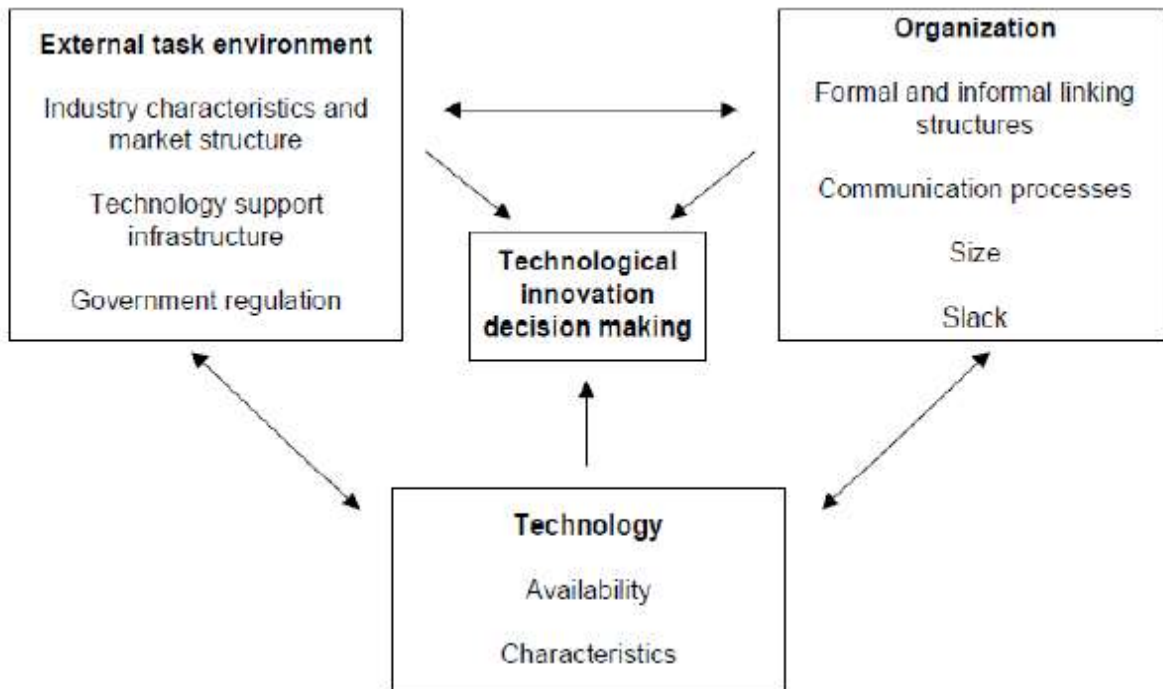 External task environment
Industry characteristics and
market structure
Technology support
infrastructure
Government regulation
Organization
Formal and informal linking
structures
Communication processes
Size
Slack
Technological
innovation
decision making
Technology
Availability
Characteristics